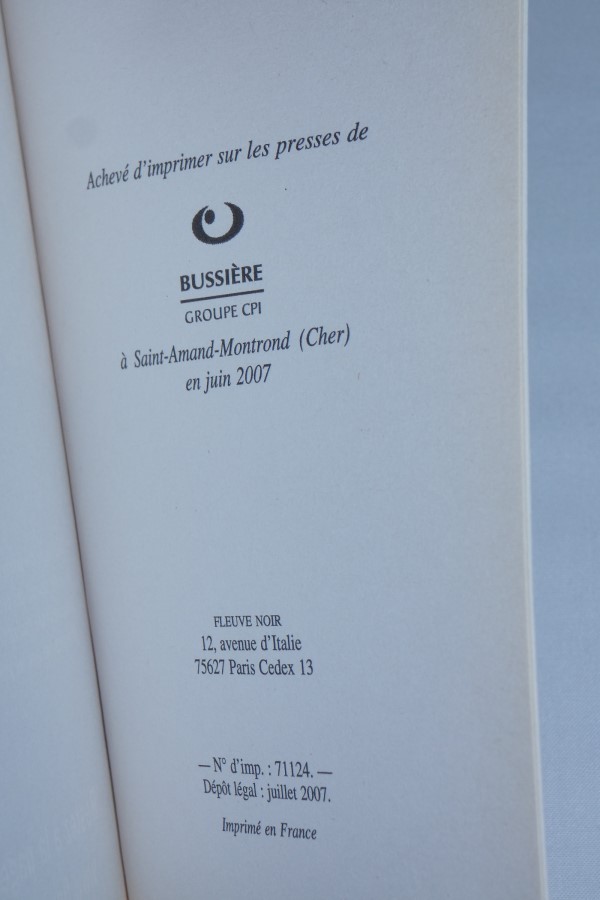 Achevé d'imprimer sur les presses de
BUSSIÈRE
GROUPE CPI
à Saint-Amand-Montrond (Cher)
en juin 2007
FLEUVE NOIR
12, avenue d'Italie
75627 Paris Cedex 13
— N° d'imp. : 71124. —
Dépôt légal : juillet 2007.
Imprimé en France